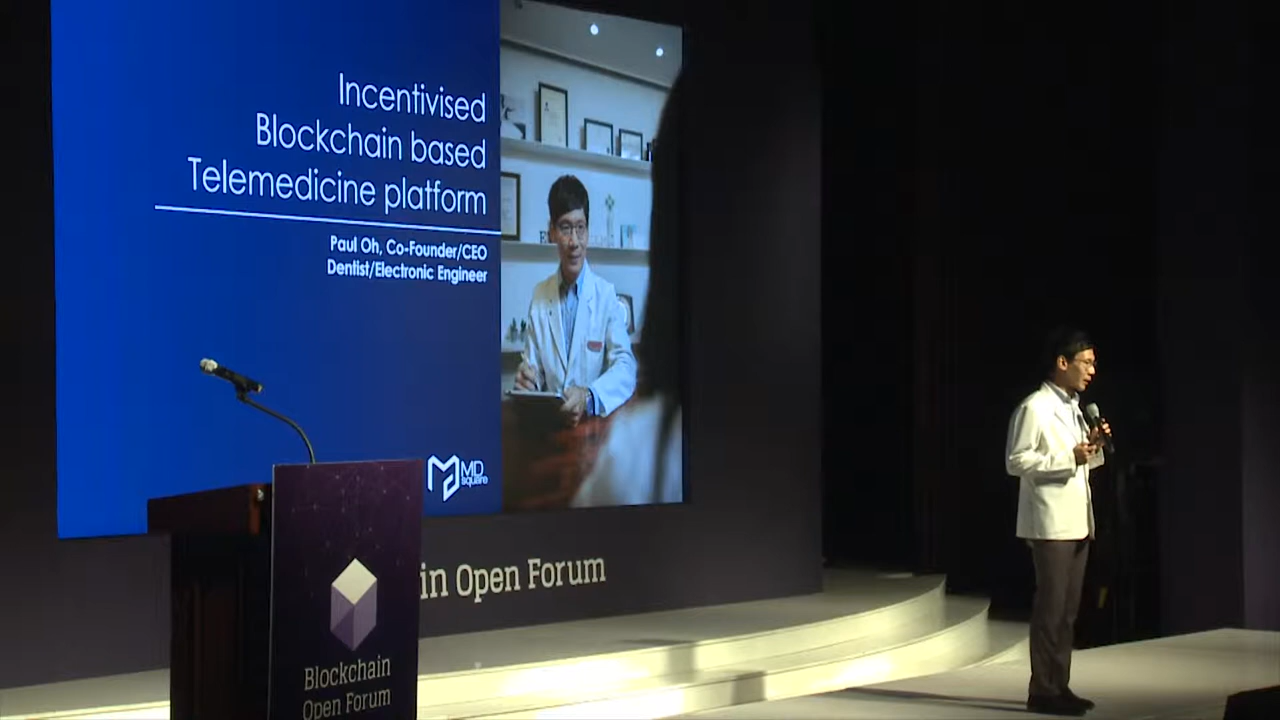 Incentivised
Blockchain based
Telemedicine platform
Paul Oh, Co-Founder/CEO
Dentist/Electronic Engineer
MD
square
in Open Forum
Blockchain
Open Forum